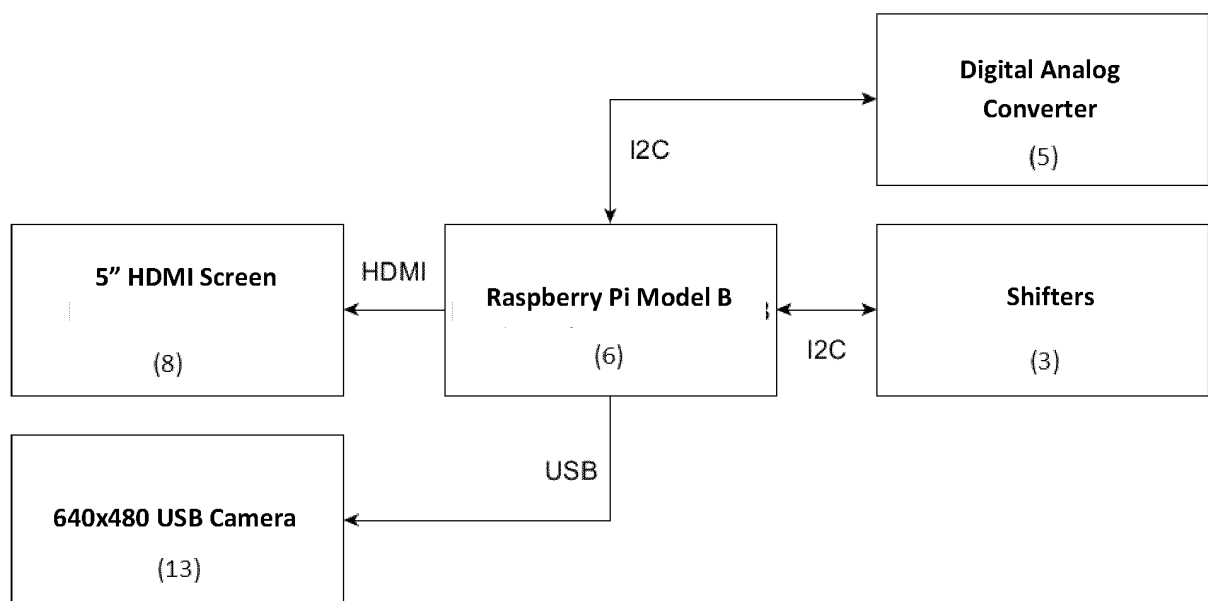 Digital Analog
Converter
(5)
I2C
5” HDMI Screen
(8)
HDMI
Raspberry Pi Model B
(6)
I2C
Shifters
(3)
USB
640x480 USB Camera
(13)